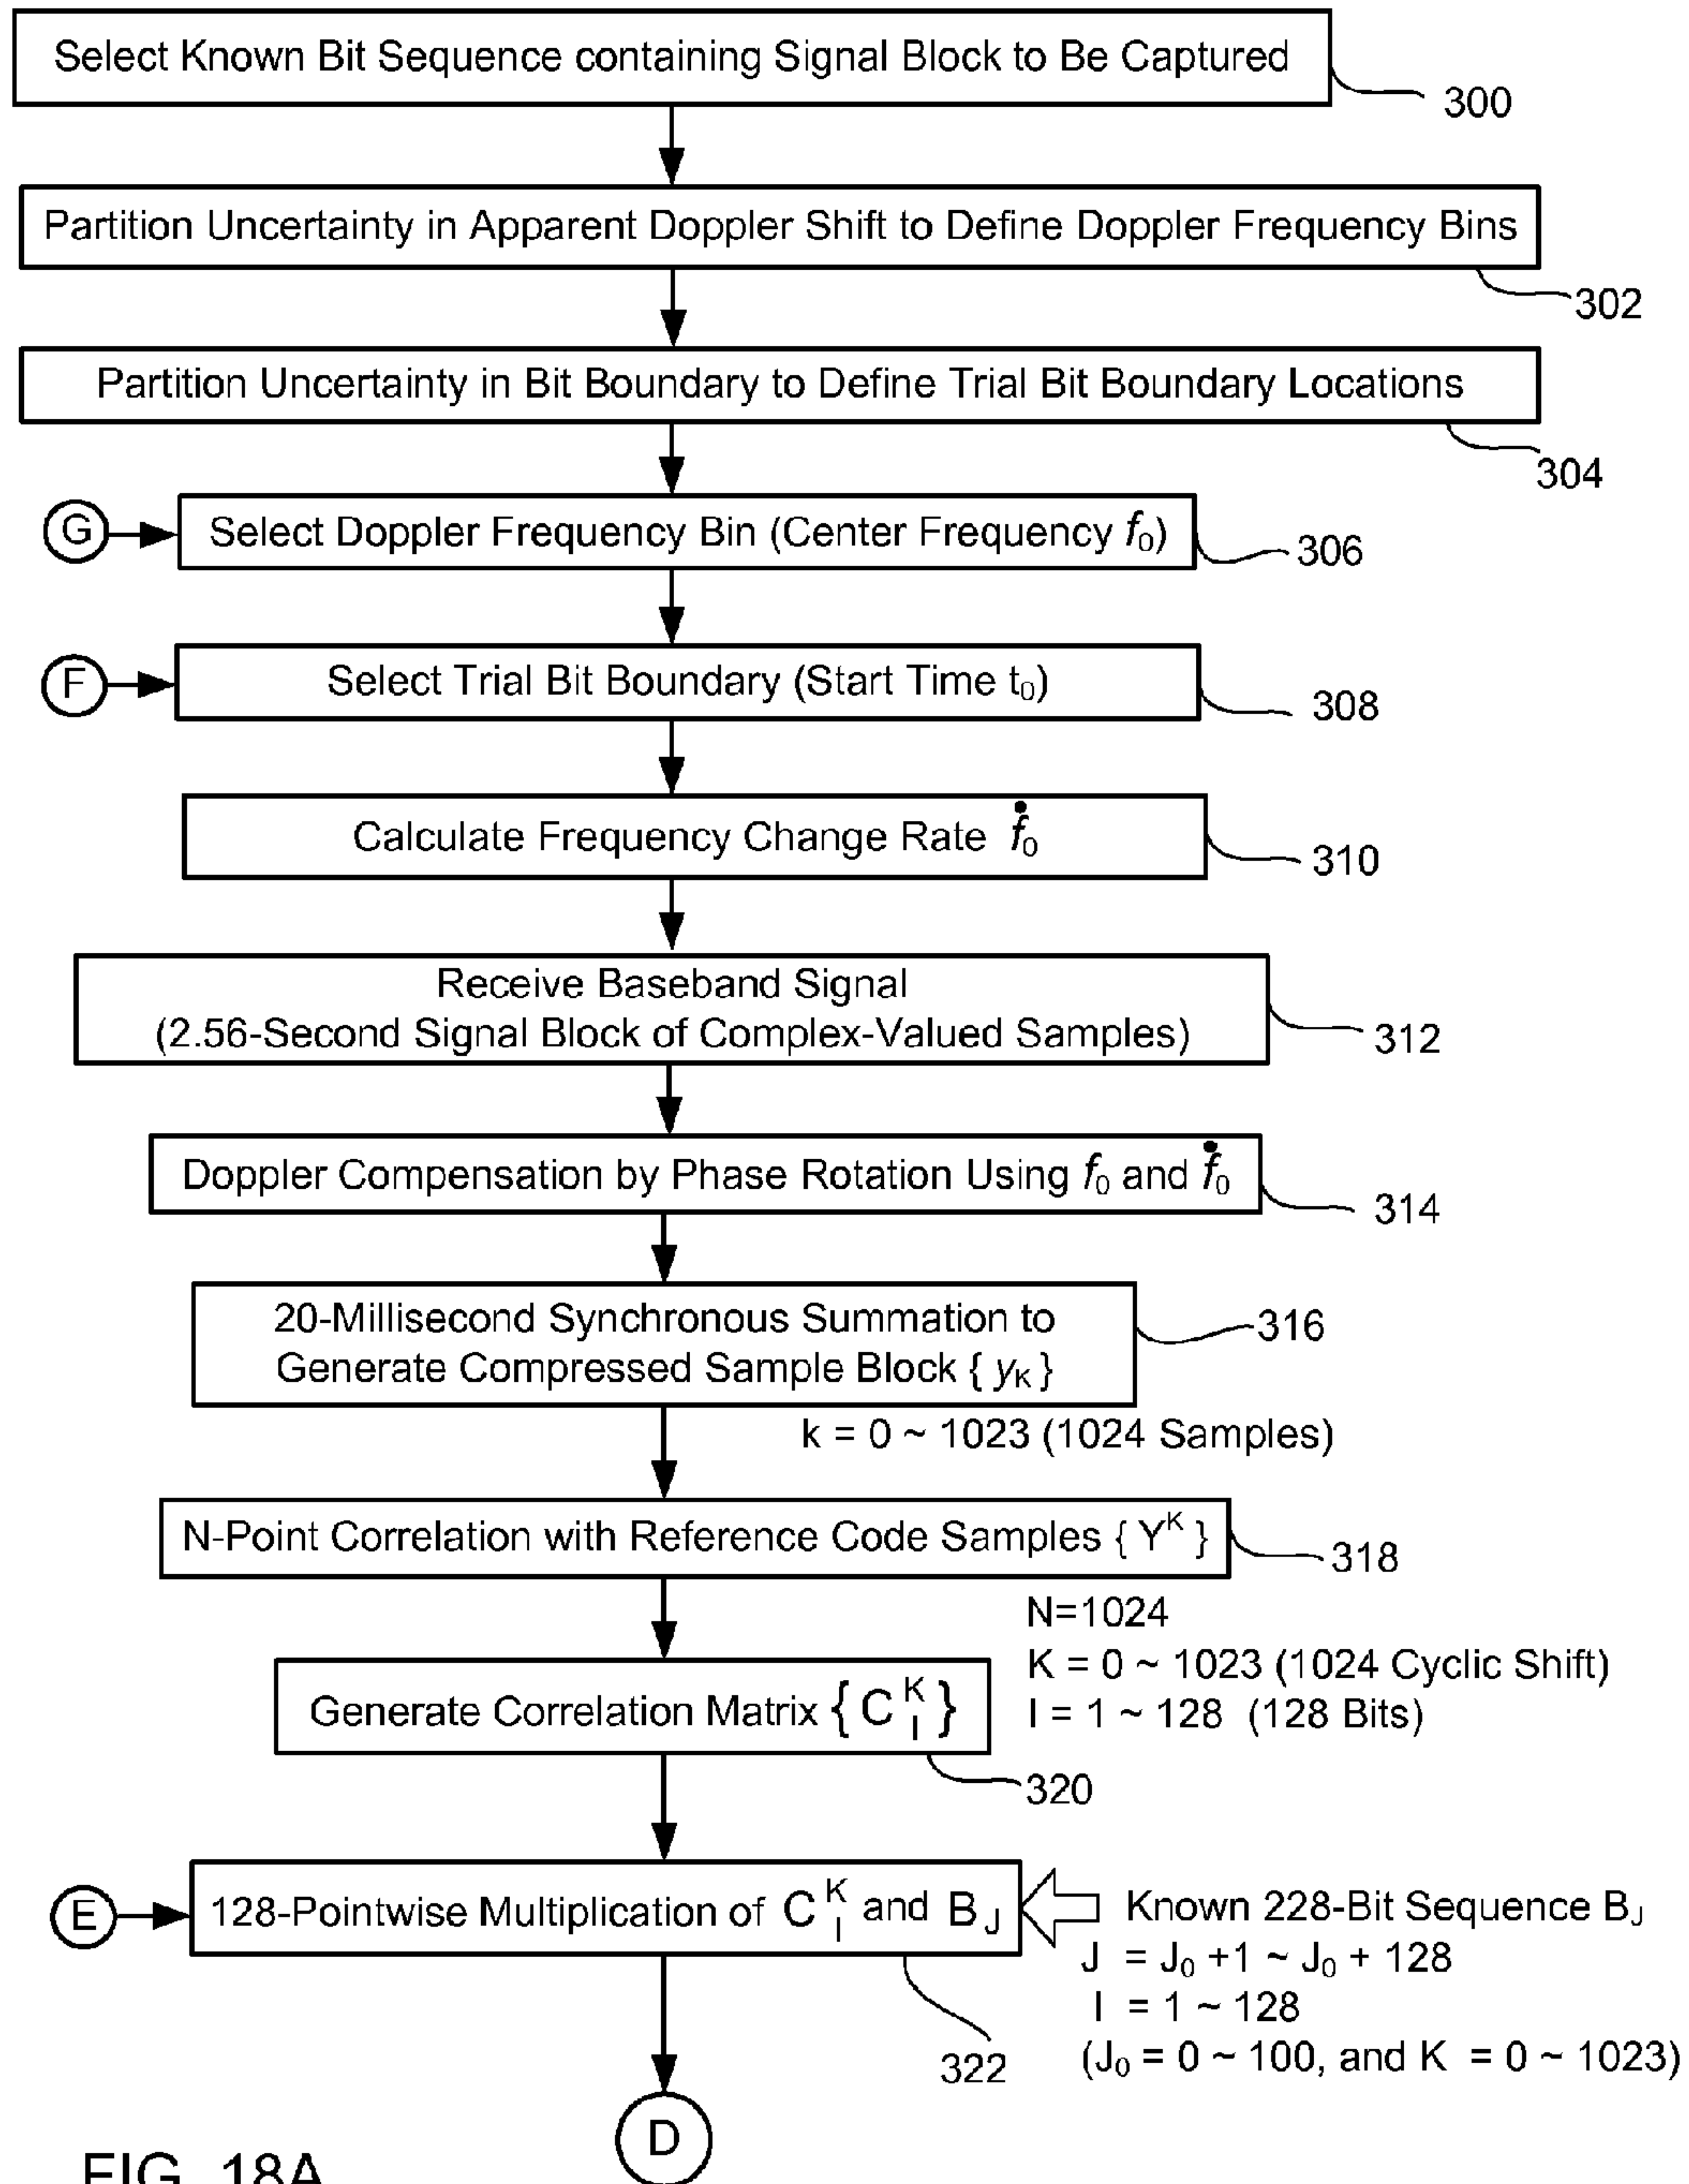 Select Known Bit Sequence containing Signal Block to Be Captured
300
Partition Uncertainty in Apparent Doppler Shift to Define Doppler Frequency Bins
302
Partition Uncertainty in Bit Boundary to Define Trial Bit Boundary Locations
304
G
Select Doppler Frequency Bin (Center Frequency f₀)
306
F
Select Trial Bit Boundary (Start Time t₀)
308
Calculate Frequency Change Rate ḟ₀
310
Receive Baseband Signal
(2.56-Second Signal Block of Complex-Valued Samples)
312
Doppler Compensation by Phase Rotation Using f₀ and ḟ₀
314
20-Millisecond Synchronous Summation to
Generate Compressed Sample Block { y_K }
316
k = 0 ~ 1023 (1024 Samples)
N-Point Correlation with Reference Code Samples { Y^K }
318
N=1024
K = 0 ~ 1023 (1024 Cyclic Shift)
I = 1 ~ 128 (128 Bits)
Generate Correlation Matrix { C_I^K }
320
E
128-Pointwise Multiplication of C_I^K and B_J
Known 228-Bit Sequence B_J
J = J₀ +1 ~ J₀ + 128
I = 1 ~ 128
(J₀ = 0 ~ 100, and K = 0 ~ 1023)
322
D
FIG. 18A